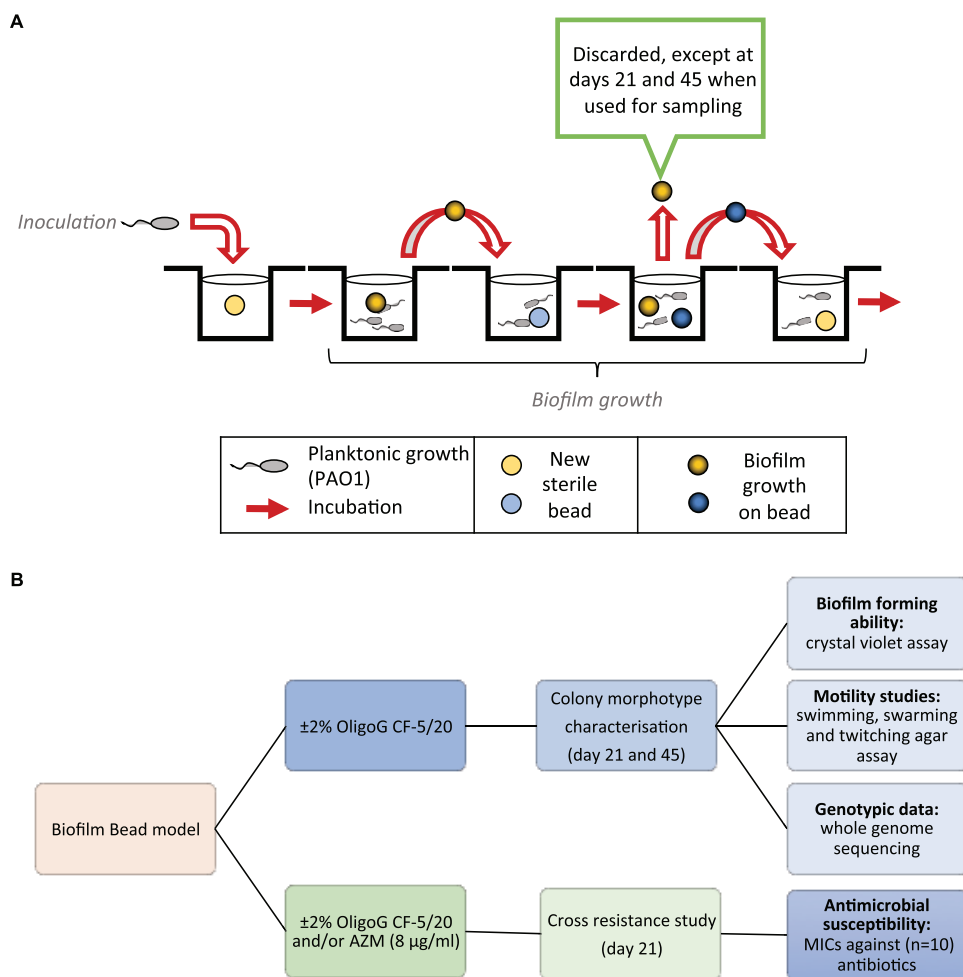 A
Discarded, except at
days 21 and 45 when
used for sampling
Inoculation
Biofilm growth
Planktonic growth
(PAO1)
Incubation
New
sterile
bead
Biofilm
growth
on bead
B
Biofilm Bead model
±2% OligoG CF-5/20
Colony morphotype
characterisation
(day 21 and 45)
Biofilm forming
ability:
crystal violet assay
Motility studies:
swimming, swarming
and twitching agar
assay
Genotypic data:
whole genome
sequencing
±2% OligoG CF-5/20
and/or AZM (8 µg/ml)
Cross resistance study
(day 21)
Antimicrobial
susceptibility:
MICs against (n=10)
antibiotics